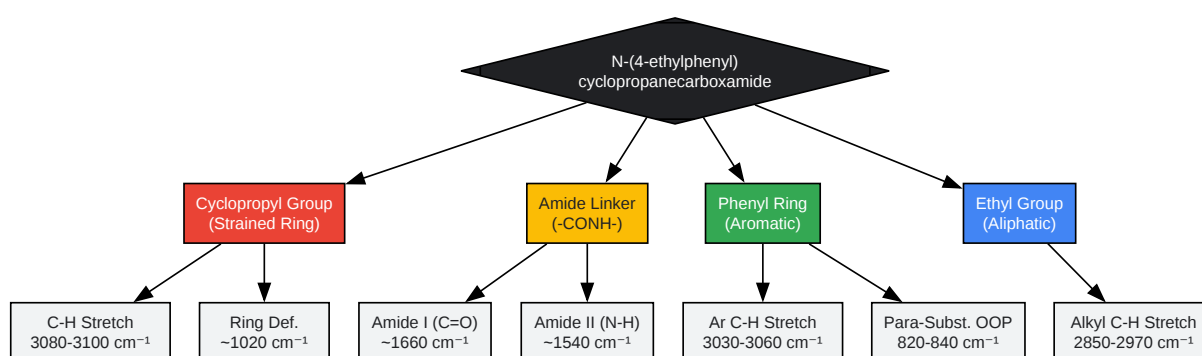 N-(4-ethylphenyl)
cyclopropanecarboxamide
Cyclopropyl Group
(Strained Ring)
Amide Linker
(-CONH-)
Phenyl Ring
(Aromatic)
Ethyl Group
(Aliphatic)
C-H Stretch
3080-3100 cm⁻¹
Ring Def.
~1020 cm⁻¹
Amide I (C=O)
~1660 cm⁻¹
Amide II (N-H)
~1540 cm⁻¹
Ar C-H Stretch
3030-3060 cm⁻¹
Para-Subst. OOP
820-840 cm⁻¹
Alkyl C-H Stretch
2850-2970 cm⁻¹